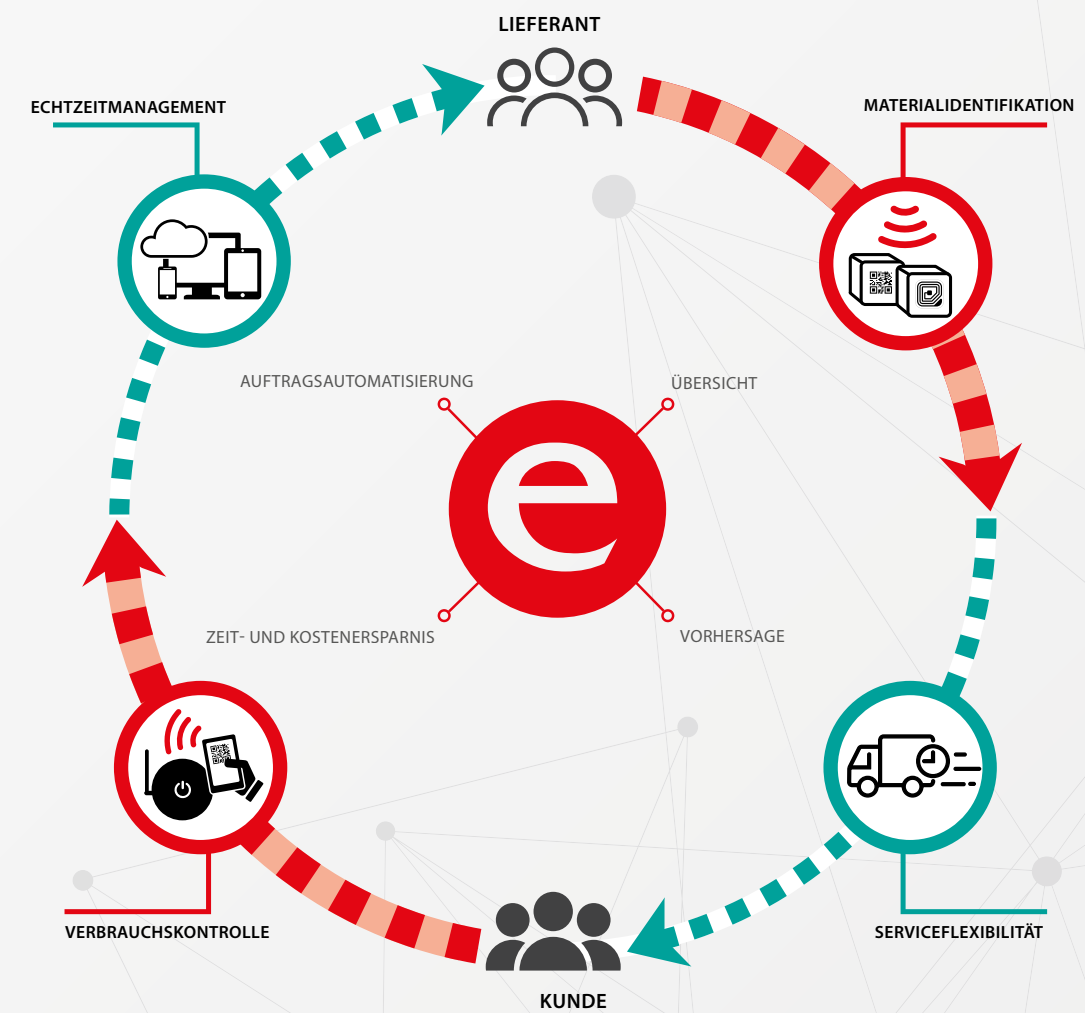 LIEFERANT
ECHTZEITMANAGEMENT
MATERIALIDENTIFIKATION
AUFTRAGSAUTOMATISIERUNG
ÜBERSICHT
e
ZEIT- UND KOSTENERSPARNIS
VORHERSAGE
VERBRAUCHSKONTROLLE
SERVICEFLEXIBILITÄT
KUNDE